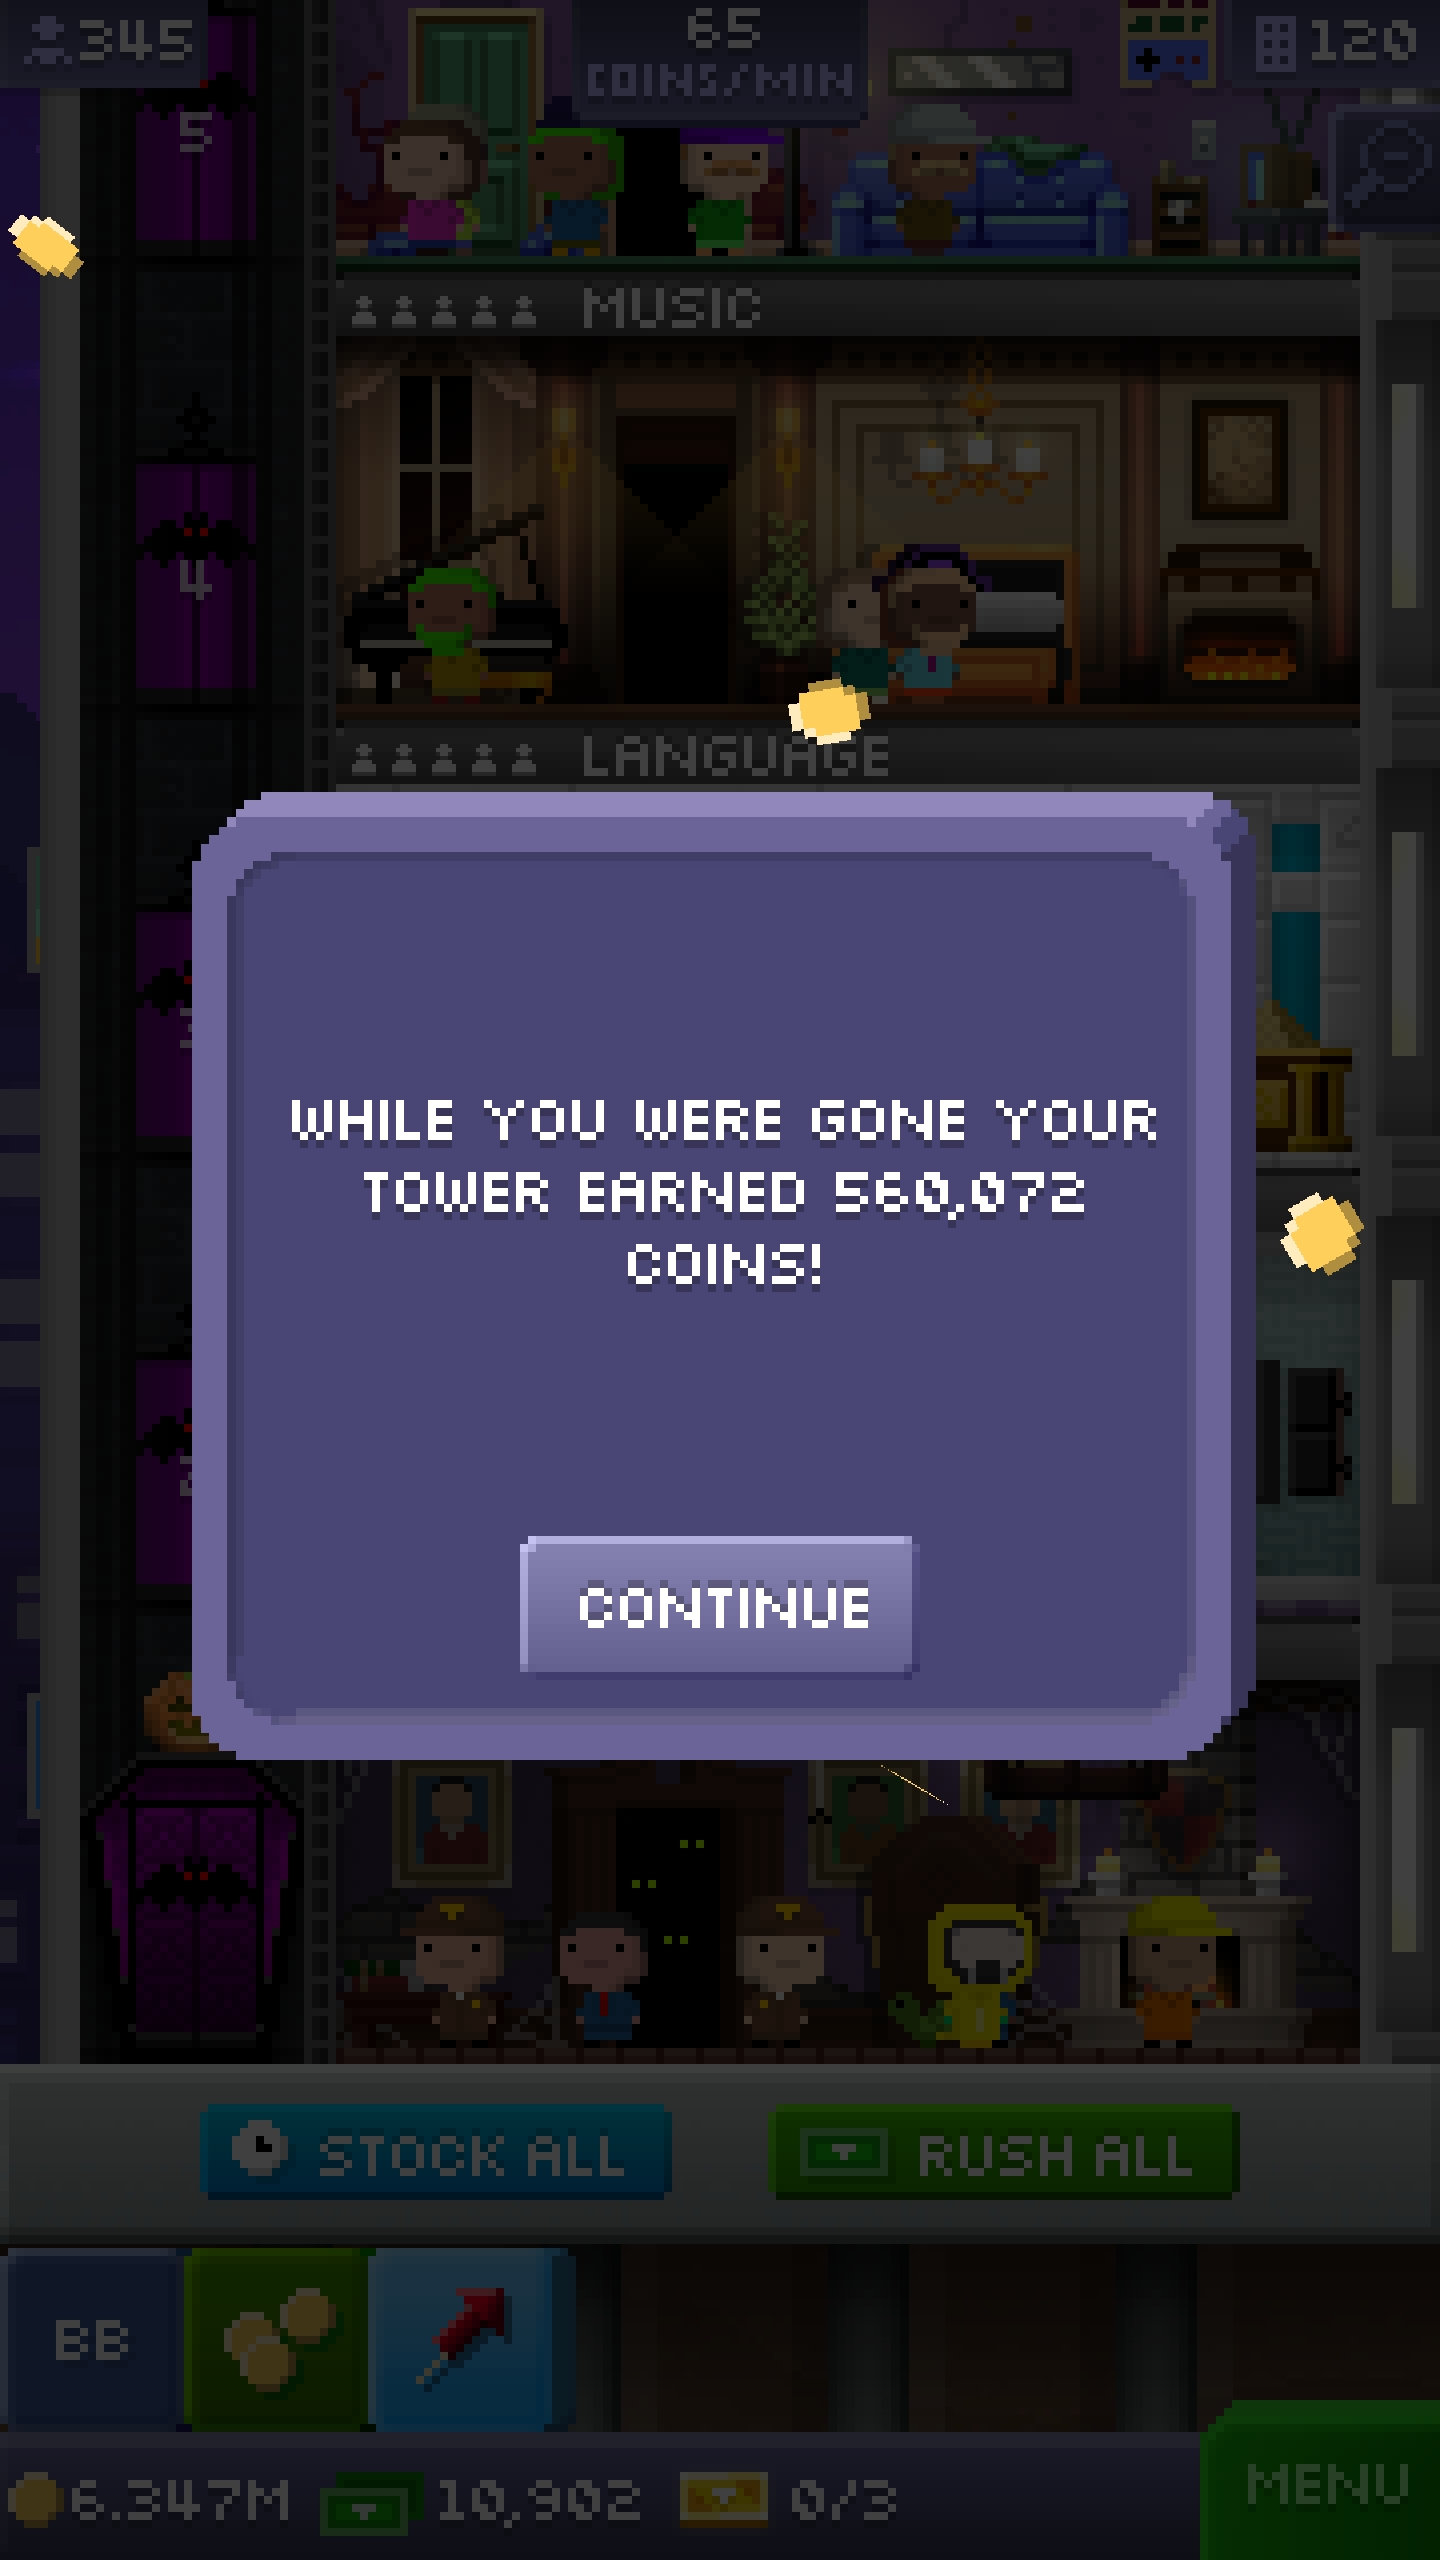 345
65
COINS/MIN
120
5
MUSIC
4
LANGUAGE
WHILE YOU WERE GONE YOUR
TOWER EARNED 560,072
COINS!
CONTINUE
STOCK ALL
RUSH ALL
BB
6.347M
10,902
0/3
MENU